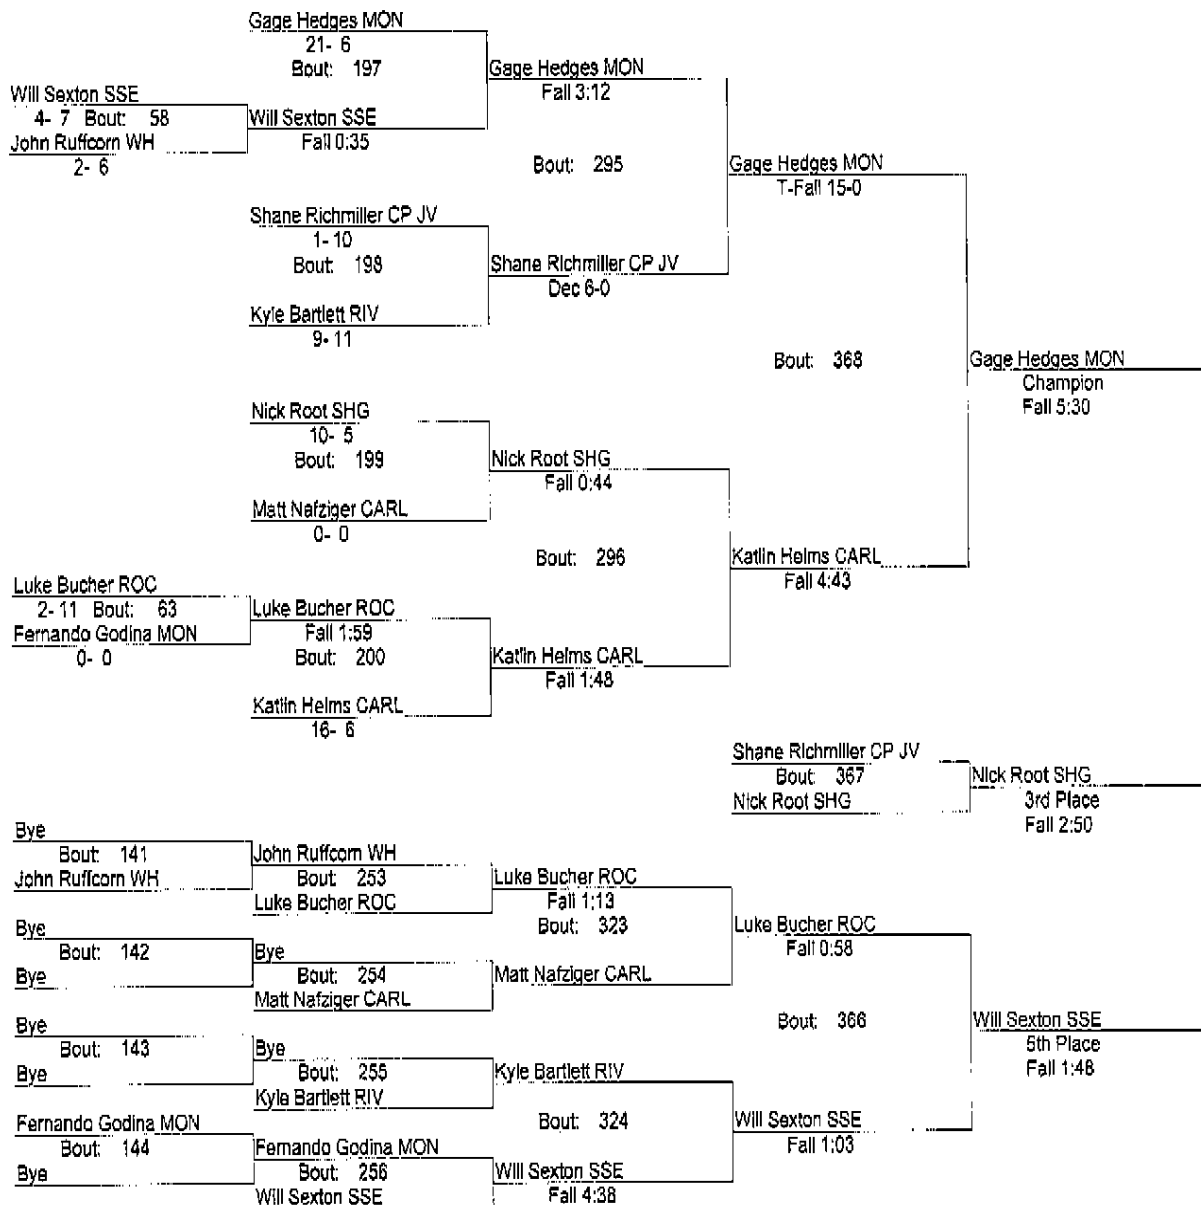 Gage Hedges MON
21- 6
Bout: 197
Gage Hedges MON
Fall 3:12
Will Sexton SSE
4- 7 Bout: 58
Will Sexton SSE
Fall 0:35
John Ruffcorn WH
2- 6
Bout: 295
Gage Hedges MON
T-Fall 15-0
Shane Richmiller CP JV
1- 10
Bout: 198
Shane Richmiller CP JV
Dec 6-0
Kyle Bartlett RIV
9- 11
Bout: 368
Gage Hedges MON
Champion
Fall 5:30
Nick Root SHG
10- 5
Bout: 199
Nick Root SHG
Fall 0:44
Matt Nafziger CARL
0- 0
Bout: 296
Katlin Helms CARL
Fall 4:43
Luke Bucher ROC
2- 11 Bout: 63
Luke Bucher ROC
Fall 1:59
Fernando Godina MON
0- 0
Bout: 200
Katlin Helms CARL
Fall 1:48
Katlin Helms CARL
16- 6
Shane Richmiller CP JV
Bout: 367
Nick Root SHG
Nick Root SHG
3rd Place
Fall 2:50
Bye
Bout: 141
John Ruffcorn WH
John Ruffcorn WH
Bout: 253
Luke Bucher ROC
Luke Bucher ROC
Fall 1:13
Bout: 323
Luke Bucher ROC
Fall 0:58
Bye
Bout: 142
Bye
Bye
Bout: 254
Matt Nafziger CARL
Matt Nafziger CARL
Bout: 366
Will Sexton SSE
5th Place
Fall 1:48
Bye
Bout: 143
Bye
Bye
Bout: 255
Kyle Bartlett RIV
Kyle Bartlett RIV
Bout: 324
Will Sexton SSE
Fall 1:03
Fernando Godina MON
Bout: 144
Bye
Fernando Godina MON
Bout: 256
Will Sexton SSE
Will Sexton SSE
Fall 4:38